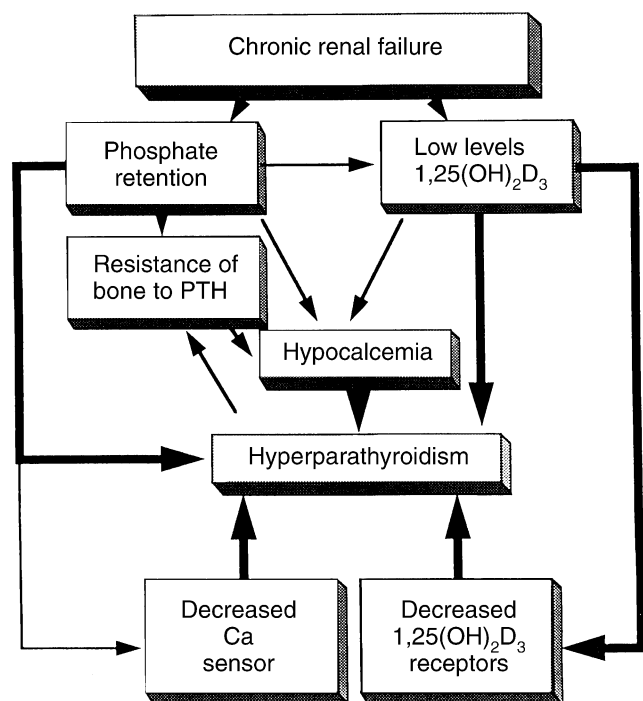 Chronic renal failure
Phosphate
retention
Low levels
1,25(OH)₂D₃
Resistance of
bone to PTH
Hypocalcemia
Hyperparathyroidism
Decreased
Ca
sensor
Decreased
1,25(OH)₂D₃
receptors